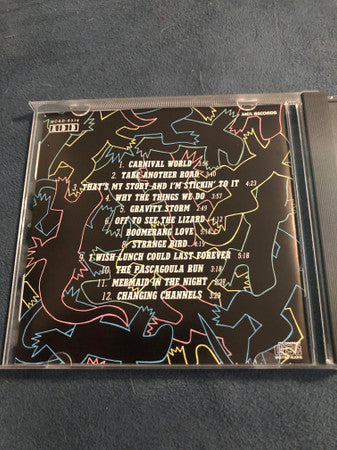 MCAD-6314
MCA RECORDS
1. CARNIVAL WORLD
2. TAKE ANOTHER ROAD
3. THAT'S MY STORY AND I'M STICKIN' TO IT 4:23
4. WHY THE THINGS WE DO 3:57
5. GRAVITY STORM 2:49
6. OFF TO SEE THE LIZARD
7. BOOMERANG LOVE
8. STRANGE BIRD
9. I WISH LUNCH COULD LAST FOREVER 5:18
10. THE PASCAGOULA RUN
11. MERMAID IN THE NIGHT
12. CHANGING CHANNELS